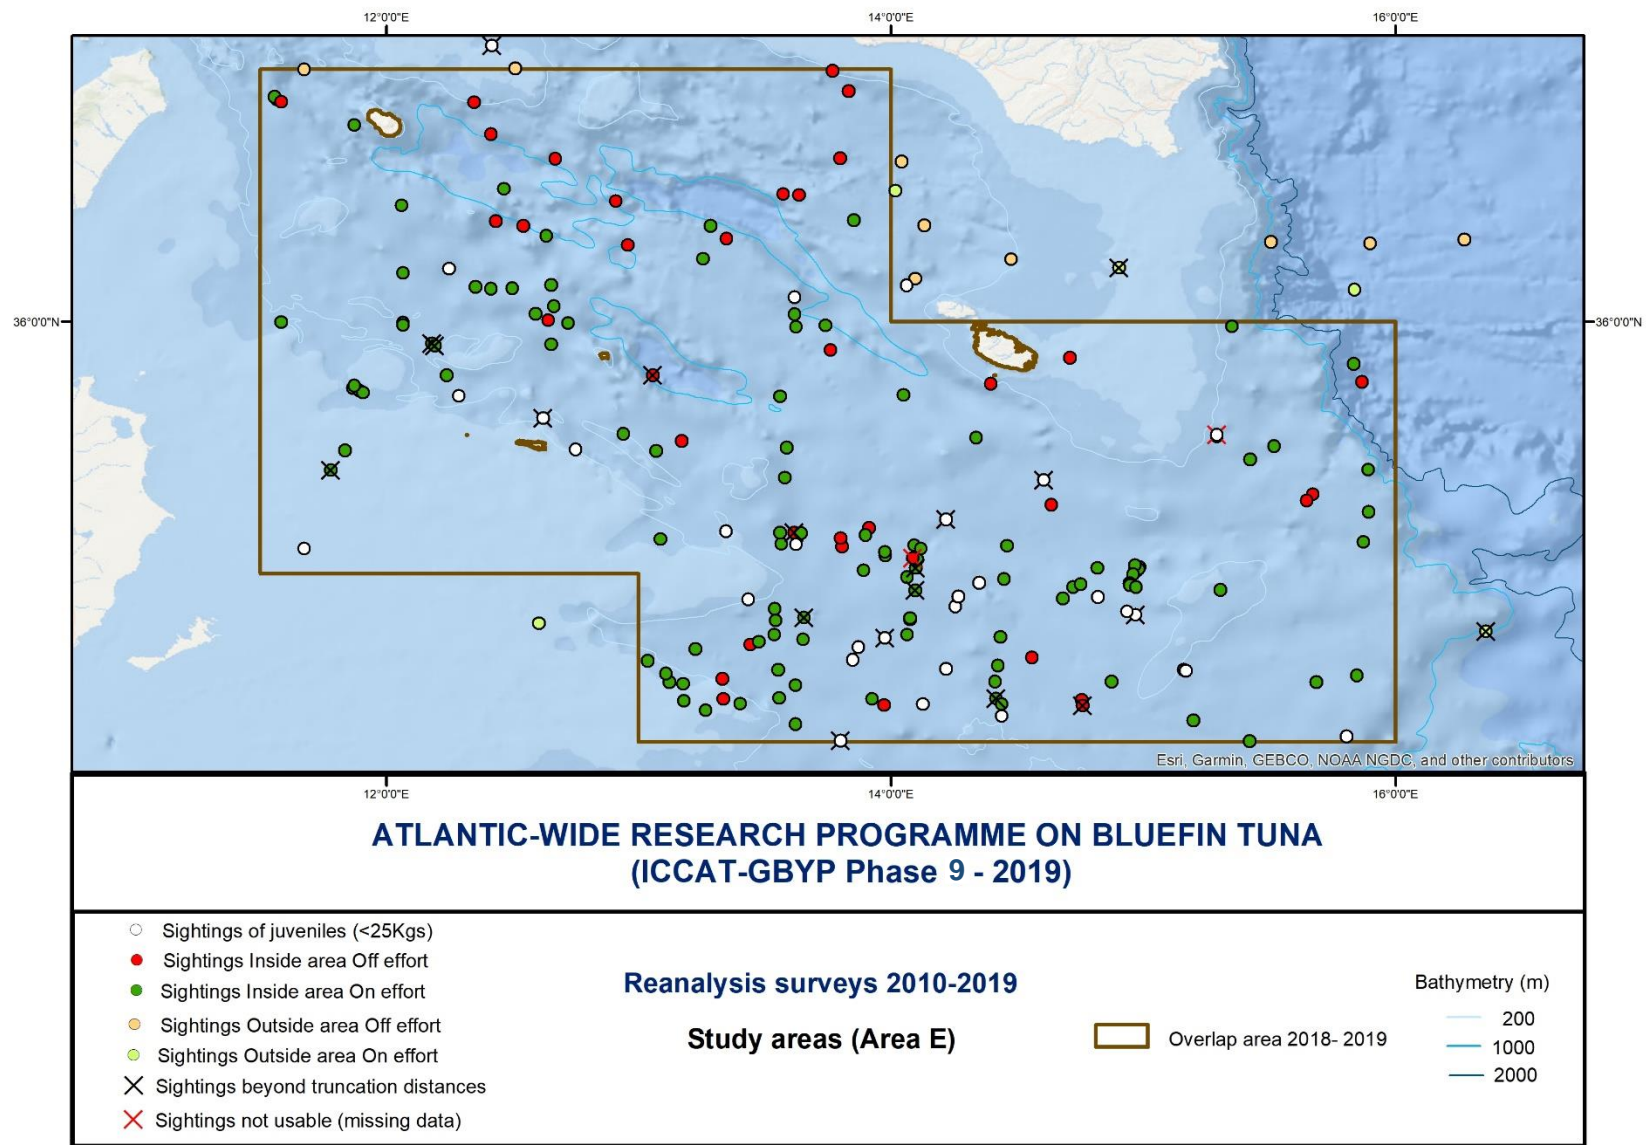 12°0'0"E 14°0'0"E 16°0'0"E
36°0'0"N 36°0'0"N
Esri, Garmin, GEBCO, NOAA NGDC, and other contributors
12°0'0"E 14°0'0"E 16°0'0"E
ATLANTIC-WIDE RESEARCH PROGRAMME ON BLUEFIN TUNA
(ICCAT-GBYP Phase 9 - 2019)
Sightings of juveniles (<25Kgs)
Sightings Inside area Off effort
Sightings Inside area On effort
Sightings Outside area Off effort
Sightings Outside area On effort
Sightings beyond truncation distances
Sightings not usable (missing data)
Reanalysis surveys 2010-2019
Study areas (Area E)
Overlap area 2018- 2019
Bathymetry (m)
200
1000
2000